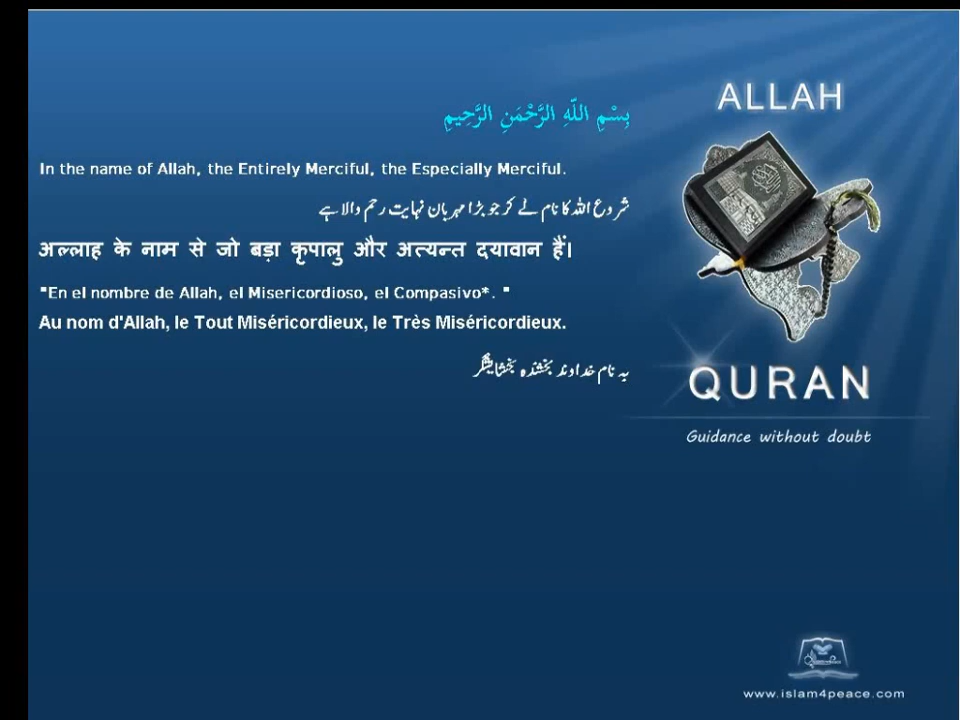 بِسْمِ اللَّهِ الرَّحْمَنِ الرَّحِيمِ
In the name of Allah, the Entirely Merciful, the Especially Merciful.
شروع اللہ کا نام لے کر جو بڑا مہربان نہایت رحم والا ہے
अल्लाह के नाम से जो बड़ा कृपालु और अत्यन्त दयावान हैं।
"En el nombre de Allah, el Misericordioso, el Compasivo*. "
Au nom d'Allah, le Tout Miséricordieux, le Très Miséricordieux.
به نام خداوند بخشنده بخشایشگر
ALLAH
QURAN
Guidance without doubt
www.islam4peace.com